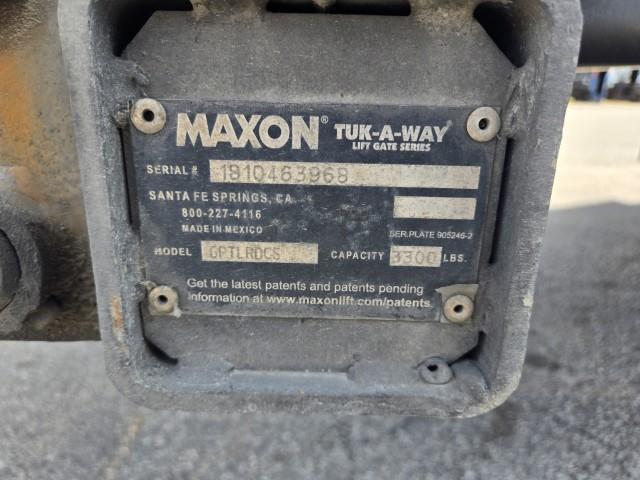 MAXON® TUK-A-WAY
LIFT GATE SERIES
SERIAL # 1910463968
SANTA FE SPRINGS, CA
800-227-4116
MADE IN MEXICO
SER.PLATE 905246-2
MODEL GPTLRDCS CAPACITY 3300 LBS.
Get the latest patents and patents pending
information at www.maxonlift.com/patents.